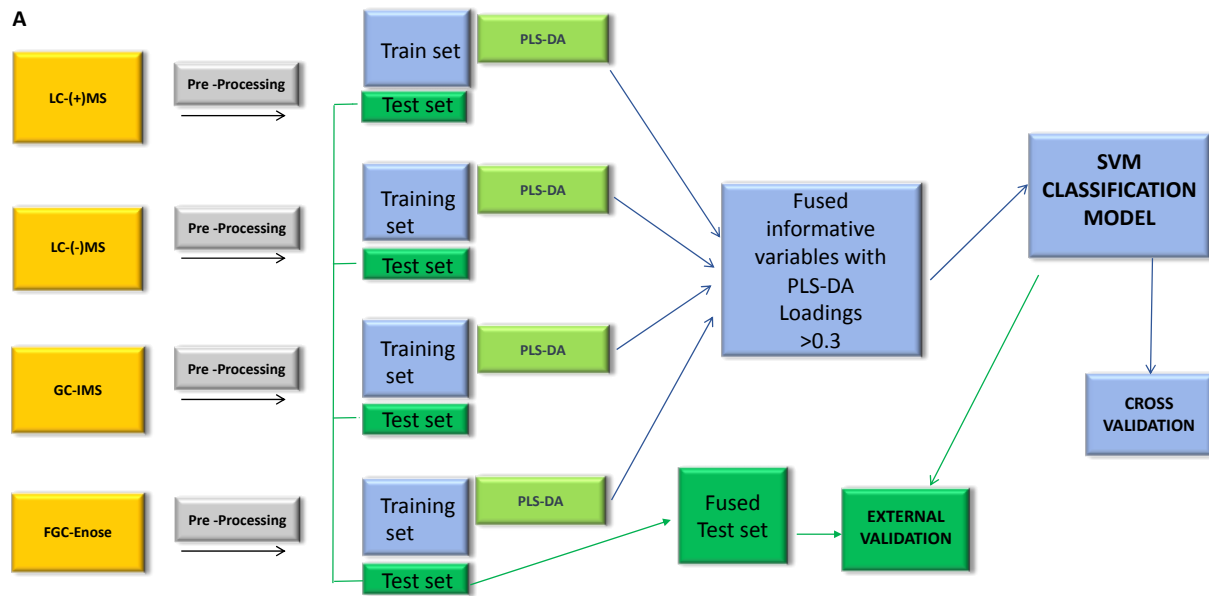 A
LC-(+)MS
Pre -Processing
Train set
PLS-DA
Test set
LC-(-)MS
Pre -Processing
Training
set
PLS-DA
Test set
GC-IMS
Pre -Processing
Training
set
PLS-DA
Test set
FGC-Enose
Pre -Processing
Training
set
PLS-DA
Test set
Fused
informative
variables with
PLS-DA
Loadings
>0.3
SVM
CLASSIFICATION
MODEL
CROSS
VALIDATION
Fused
Test set
EXTERNAL
VALIDATION